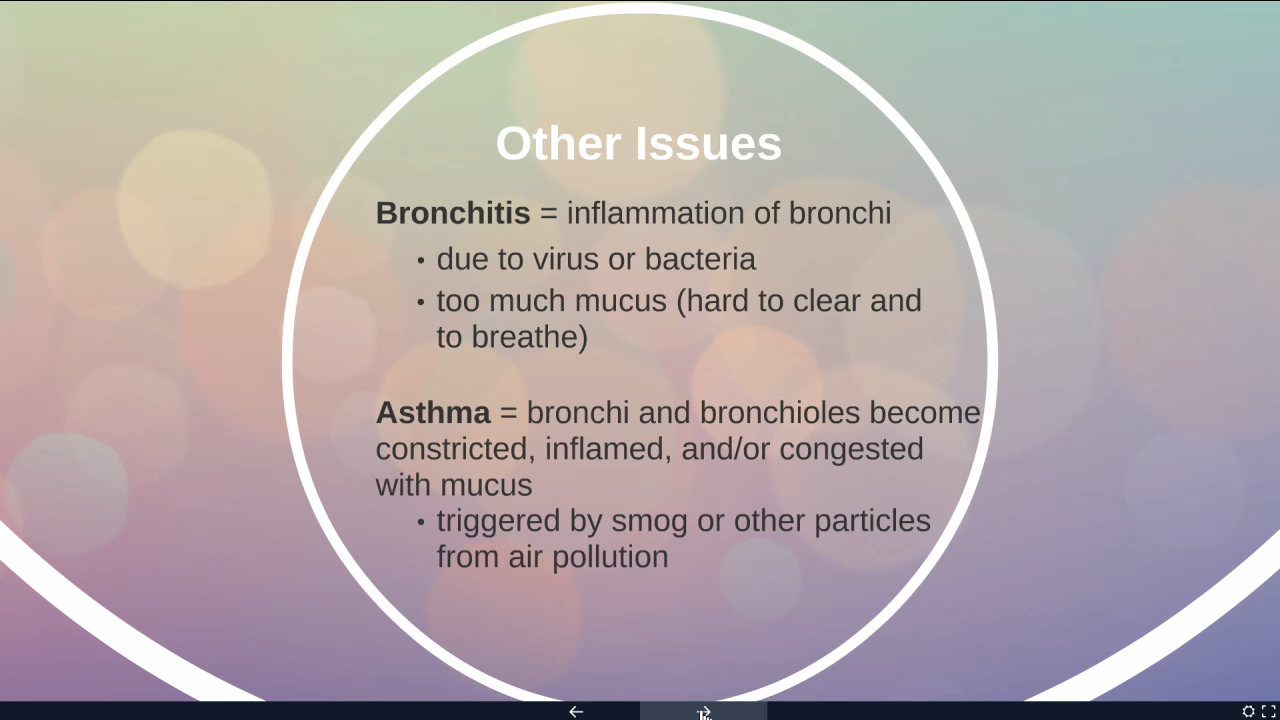 Other Issues
Bronchitis = inflammation of bronchi
• due to virus or bacteria
• too much mucus (hard to clear and
to breathe)
Asthma = bronchi and bronchioles become
constricted, inflamed, and/or congested
with mucus
• triggered by smog or other particles
from air pollution